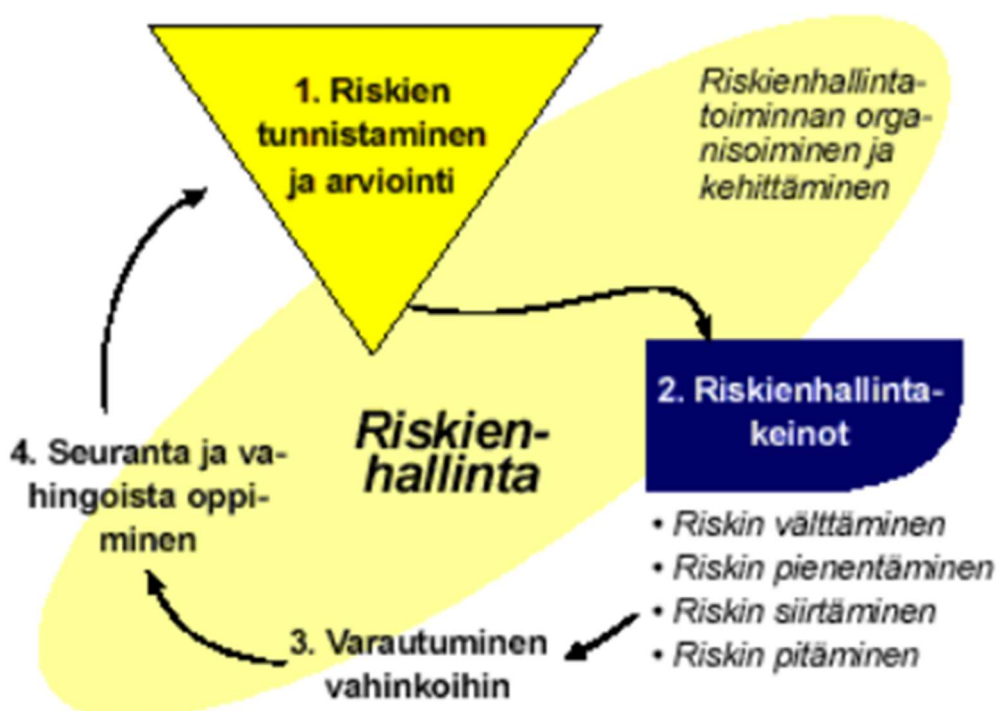 1. Riskien
tunnistaminen
ja arviointi
Riskienhallinta-
toiminnan orga-
nisoiminen ja
kehittäminen
2. Riskienhallinta-
keinot
Riskien-
hallinta
4. Seuranta ja va-
hingoista oppi-
minen
• Riskin välttäminen
• Riskin pienentäminen
• Riskin siirtäminen
• Riskin pitäminen
3. Varautuminen
vahinkoihin